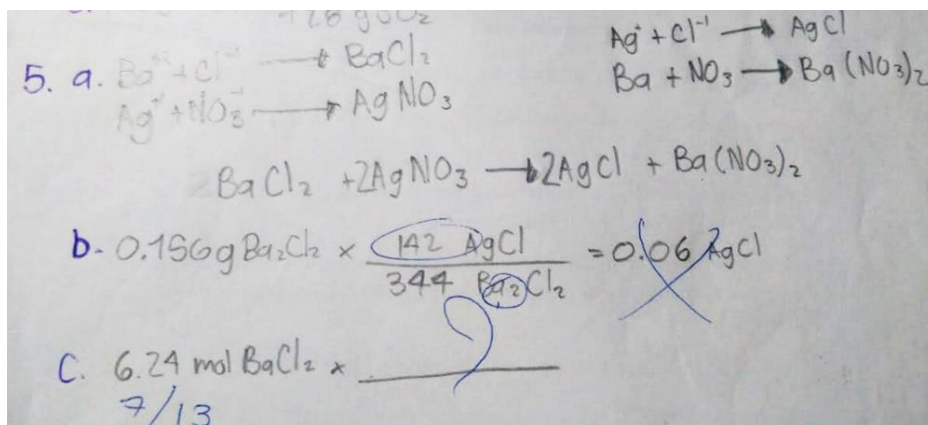 Ag⁺ + Cl⁻¹ → AgCl
5. a. Ba⁺² + Cl⁻¹ → BaCl₂
Ba + NO₃ → Ba(NO₃)₂
Ag⁺ + NO₃⁻¹ → AgNO₃
BaCl₂ + 2AgNO₃ → 2AgCl + Ba(NO₃)₂
b- 0.156g Ba₂Cl₂ × 142 AgCl / 344 Ba₂Cl₂ = 0.06 AgCl
C. 6.24 mol BaCl₂ ×
7/13